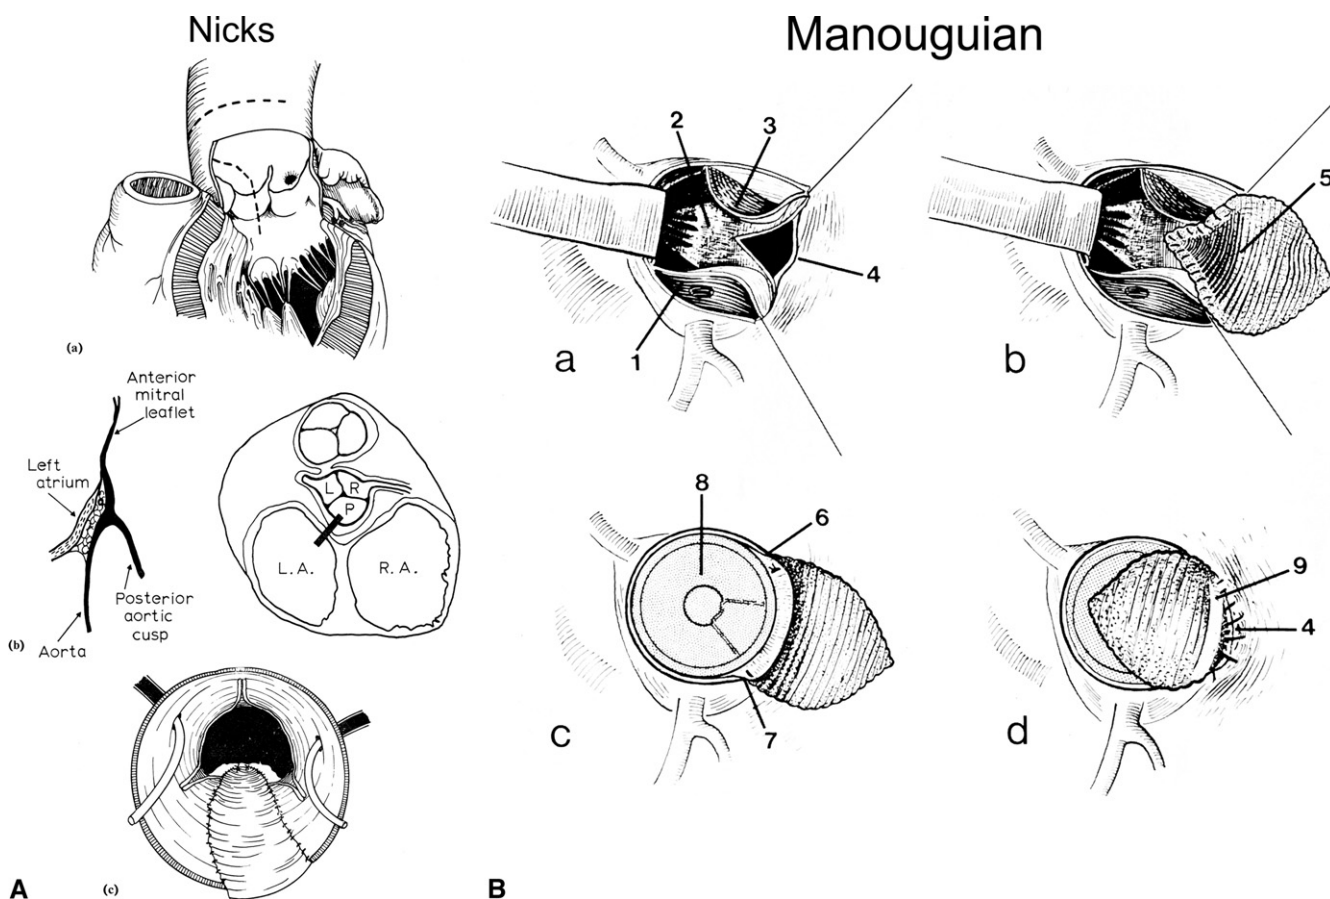 Nicks
(a)
Anterior
mitral
leaflet
Left
atrium
Posterior
aortic
cusp
Aorta
(b)
L
R
P
L.A.
R.A.
(c)
A
Manouguian
2
3
4
1
a
5
b
8
6
7
c
9
4
d
B